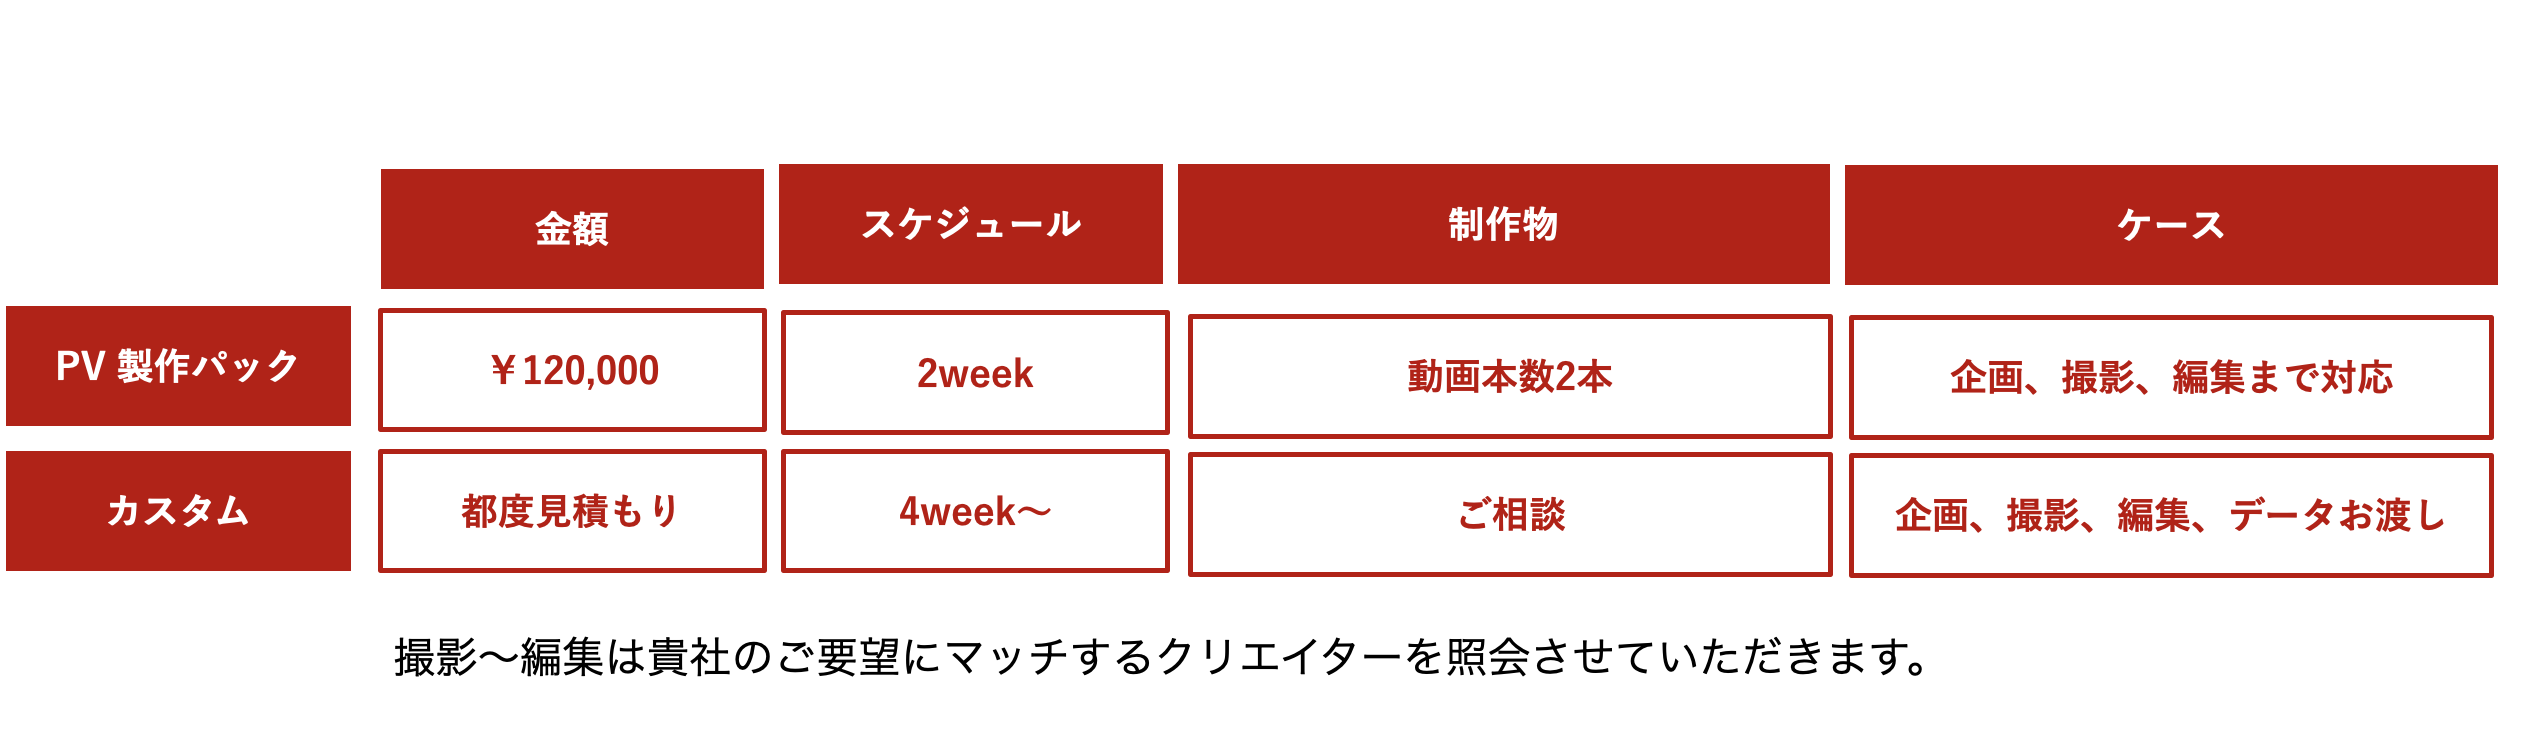 金額 スケジュール 制作物 ケース
PV 製作パック ￥120,000 2week 動画本数2本 企画、撮影、編集まで対応
カスタム 都度見積もり 4week〜 ご相談 企画、撮影、編集、データお渡し
撮影〜編集は貴社のご要望にマッチするクリエイターを照会させていただきます。